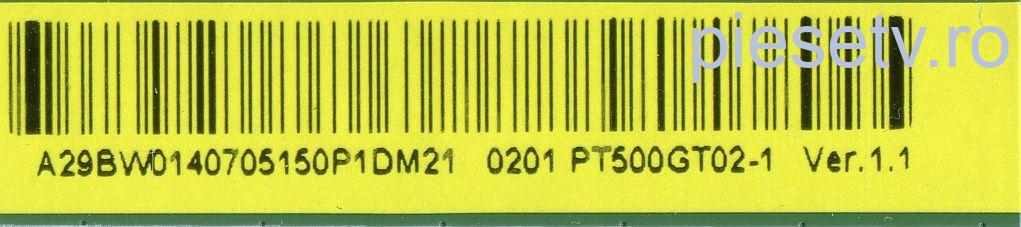 piesetv.ro
A29BW0140705150P1DM21 0201 PT500GT02-1 Ver.1.1